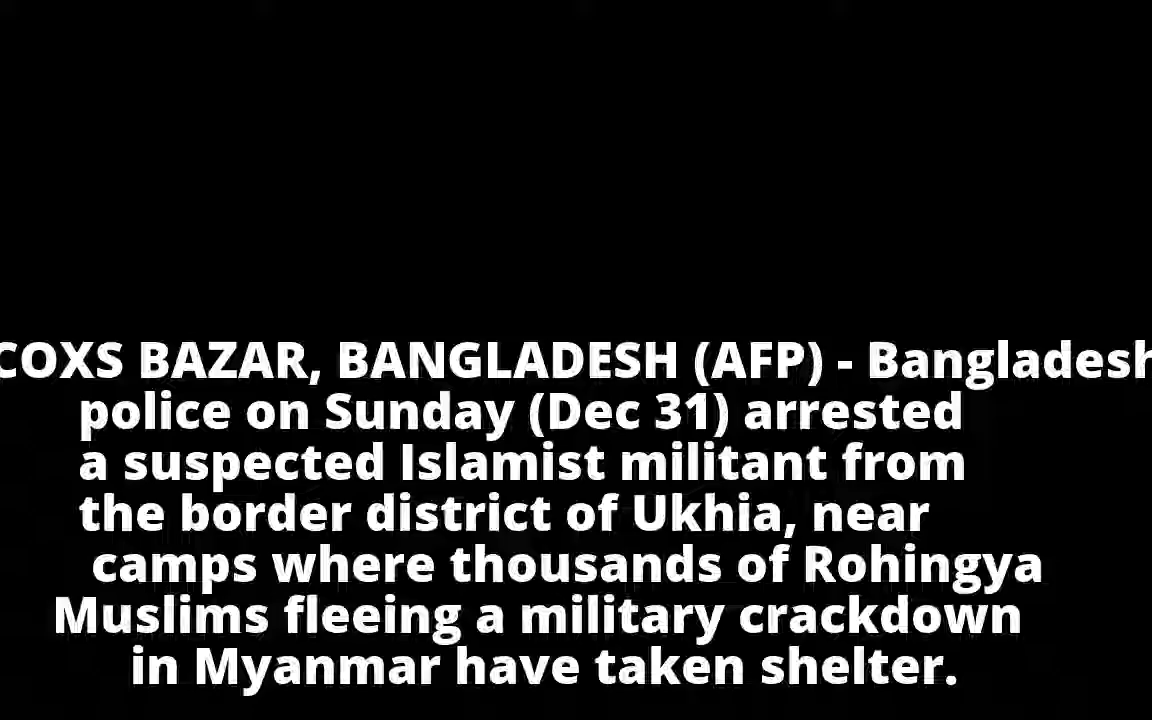 COXS BAZAR, BANGLADESH (AFP) - Bangladesh
police on Sunday (Dec 31) arrested
a suspected Islamist militant from
the border district of Ukhia, near
camps where thousands of Rohingya
Muslims fleeing a military crackdown
in Myanmar have taken shelter.